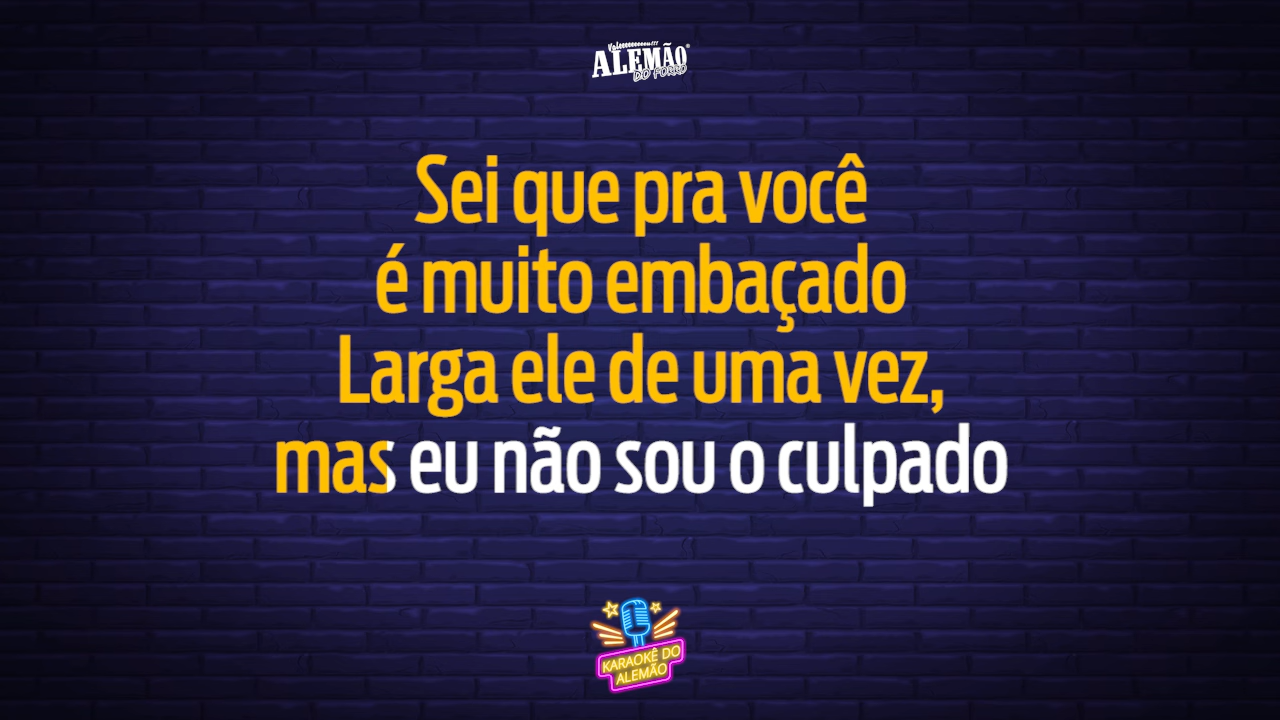 Valeeeeeeeeeu!!!
ALEMÃO®
DO FORRÓ
Sei que pra você
é muito embaçado
Larga ele de uma vez,
mas eu não sou o culpado
KARAOKÊ DO
ALEMÃO